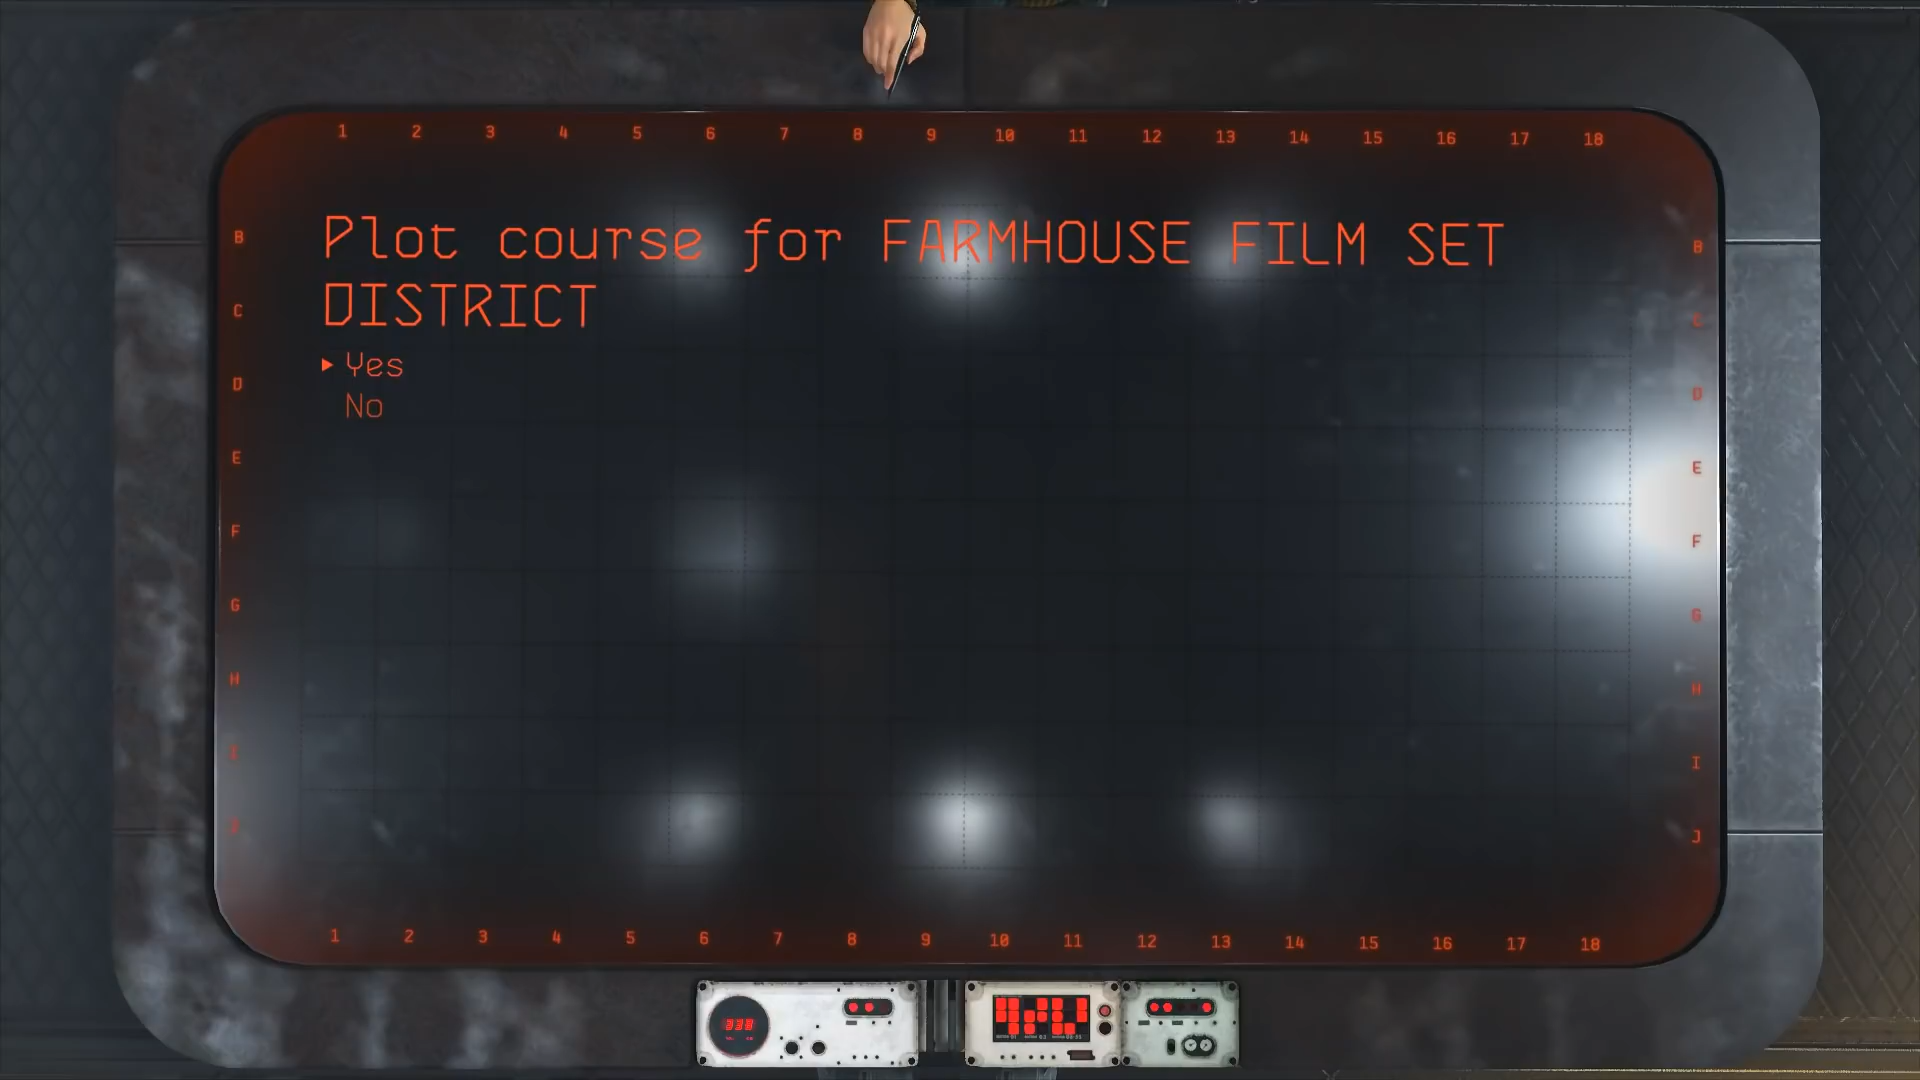 1 2 3 4 5 6 7 8 9 10 11 12 13 14 15 16 17 18
B B
Plot course for FARMHOUSE FILM SET
DISTRICT
C C
Yes
D D
No
E E
F F
G G
H H
I I
J J
1 2 3 4 5 6 7 8 9 10 11 12 13 14 15 16 17 18